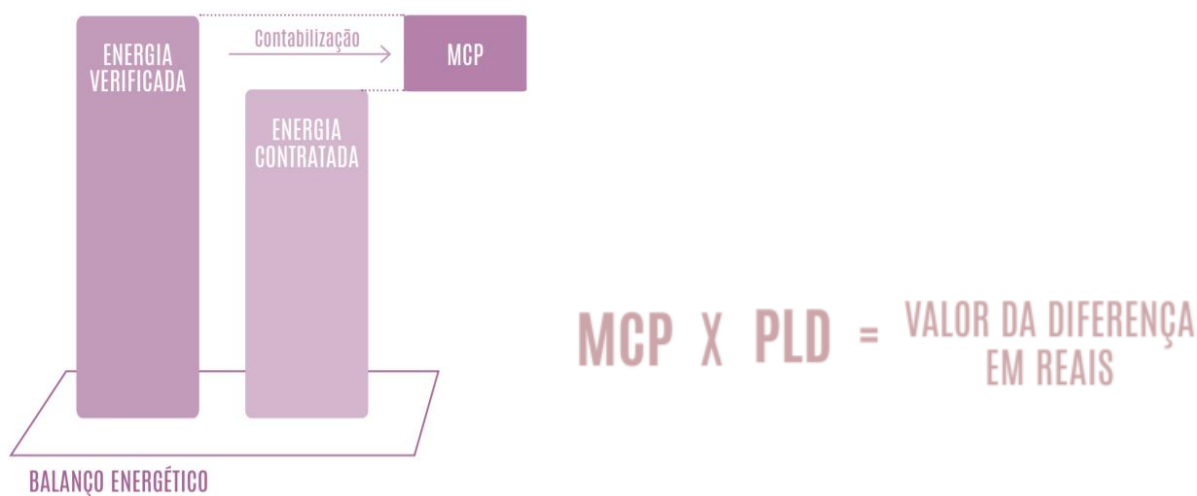 ENERGIA
VERIFICADA
Contabilização
MCP
ENERGIA
CONTRATADA
BALANÇO ENERGÉTICO
MCP X PLD = VALOR DA DIFERENÇA
EM REAIS